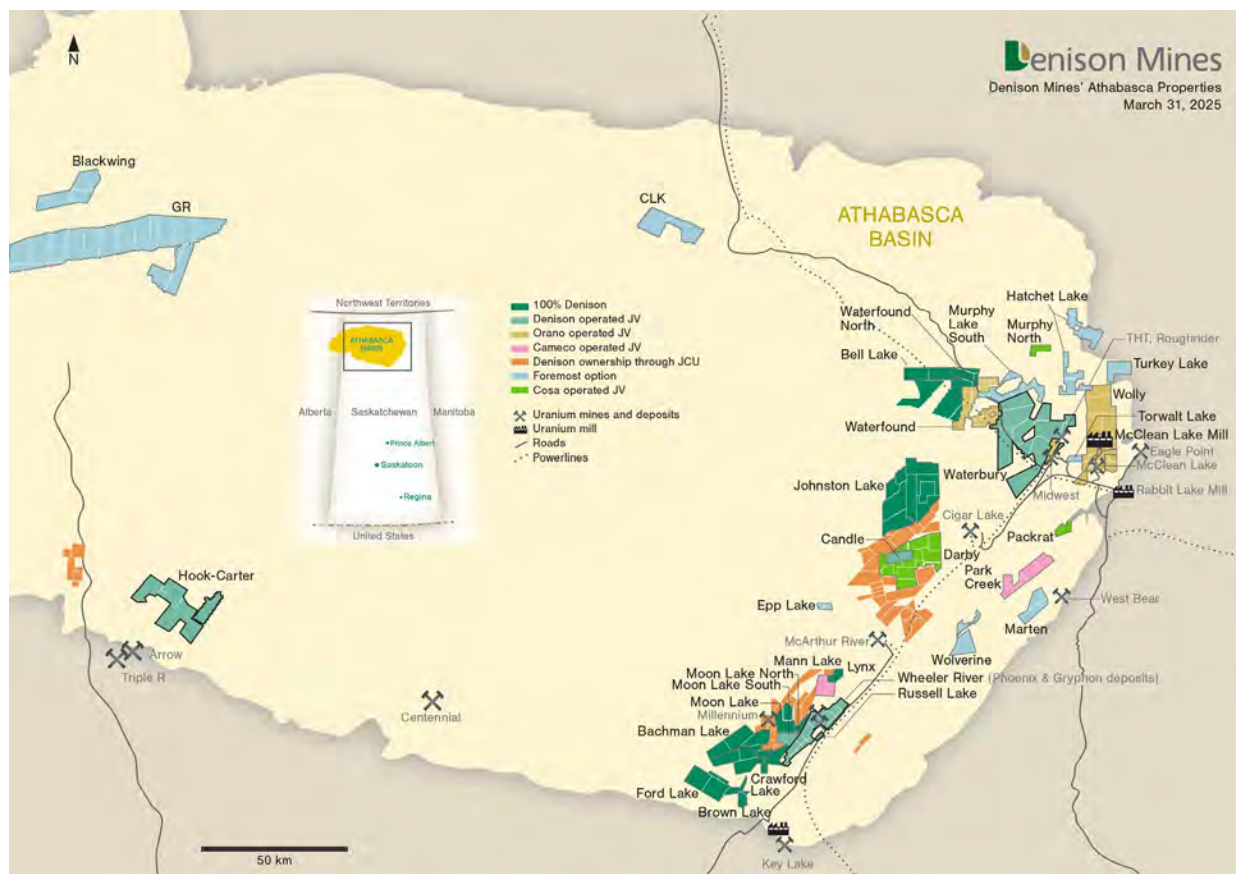 N
Denison Mines
Denison Mines' Athabasca Properties
March 31, 2025
Blackwing
GR
CLK
ATHABASCA
BASIN
Northwest Territories
ATHABASCA
BASIN
Alberta
Saskatchewan
Manitoba
Prince Albert
Saskatoon
Regina
United States
100% Denison
Denison operated JV
Orano operated JV
Cameco operated JV
Denison ownership through JCU
Foremost option
Cosa operated JV
Uranium mines and deposits
Uranium mill
Roads
Powerlines
Hatchet Lake
Waterfound
North
Murphy
Lake
South
Murphy
North
THT, Roughrider
Bell Lake
Turkey Lake
Wolly
Torwalt Lake
Waterfound
McClean Lake Mill
Eagle Point
McClean Lake
Waterbury
Midwest
Rabbit Lake Mill
Johnston Lake
Cigar Lake
Packrat
Candle
Darby
Park
Creek
West Bear
Hook-Carter
Epp Lake
Marten
McArthur River
Wolverine
Arrow
Triple R
Mann Lake
Lynx
Moon Lake North
Wheeler River (Phoenix & Gryphon deposits)
Moon Lake South
Russell Lake
Moon Lake
Millennium
Centennial
Bachman Lake
Crawford
Lake
Ford Lake
Brown Lake
50 km
Key Lake